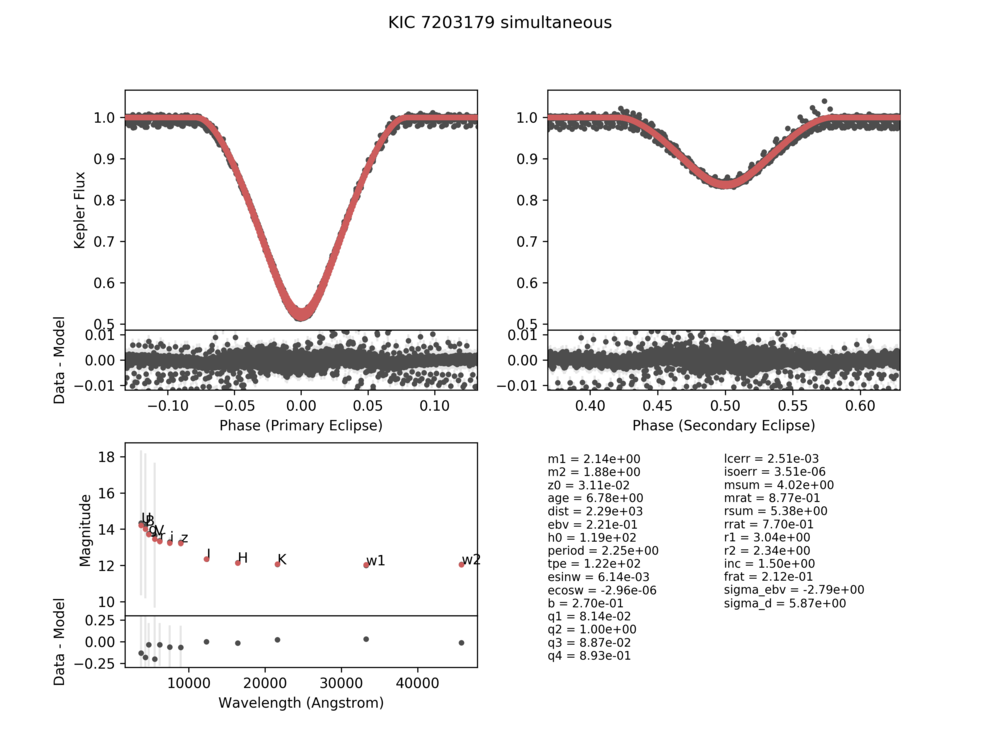 KIC 7203179 simultaneous
1.0
0.9
0.8
0.7
0.6
0.5
Kepler Flux
0.01
0.00
−0.01
Data - Model
−0.10 −0.05 0.00 0.05 0.10
Phase (Primary Eclipse)
1.0
0.9
0.8
0.7
0.6
0.5
0.01
0.00
−0.01
0.40 0.45 0.50 0.55 0.60
Phase (Secondary Eclipse)
18
16
14
12
10
Magnitude
i z
J
H
K
w1
w2
0.25
0.00
−0.25
Data - Model
10000 20000 30000 40000
Wavelength (Angstrom)
m1 = 2.14e+00
m2 = 1.88e+00
z0 = 3.11e-02
age = 6.78e+00
dist = 2.29e+03
ebv = 2.21e-01
h0 = 1.19e+02
period = 2.25e+00
tpe = 1.22e+02
esinw = 6.14e-03
ecosw = -2.96e-06
b = 2.70e-01
q1 = 8.14e-02
q2 = 1.00e+00
q3 = 8.87e-02
q4 = 8.93e-01
lcerr = 2.51e-03
isoerr = 3.51e-06
msum = 4.02e+00
mrat = 8.77e-01
rsum = 5.38e+00
rrat = 7.70e-01
r1 = 3.04e+00
r2 = 2.34e+00
inc = 1.50e+00
frat = 2.12e-01
sigma_ebv = -2.79e+00
sigma_d = 5.87e+00